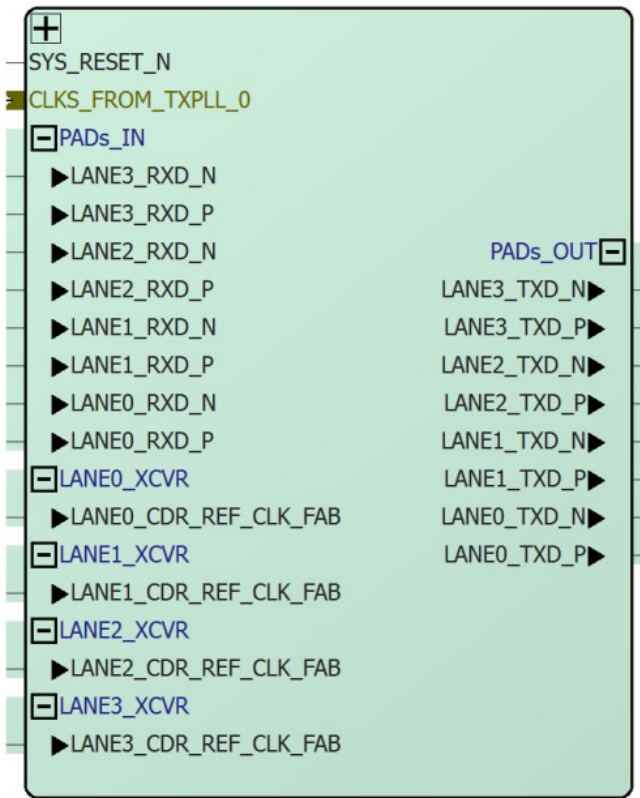 SYS_RESET_N
CLKS_FROM_TXPLL_0
PADs_IN
LANE3_RXD_N
LANE3_RXD_P
LANE2_RXD_N
LANE2_RXD_P
LANE1_RXD_N
LANE1_RXD_P
LANE0_RXD_N
LANE0_RXD_P
LANE0_XCVR
LANE0_CDR_REF_CLK_FAB
LANE1_XCVR
LANE1_CDR_REF_CLK_FAB
LANE2_XCVR
LANE2_CDR_REF_CLK_FAB
LANE3_XCVR
LANE3_CDR_REF_CLK_FAB
PADs_OUT
LANE3_TXD_N
LANE3_TXD_P
LANE2_TXD_N
LANE2_TXD_P
LANE1_TXD_N
LANE1_TXD_P
LANE0_TXD_N
LANE0_TXD_P